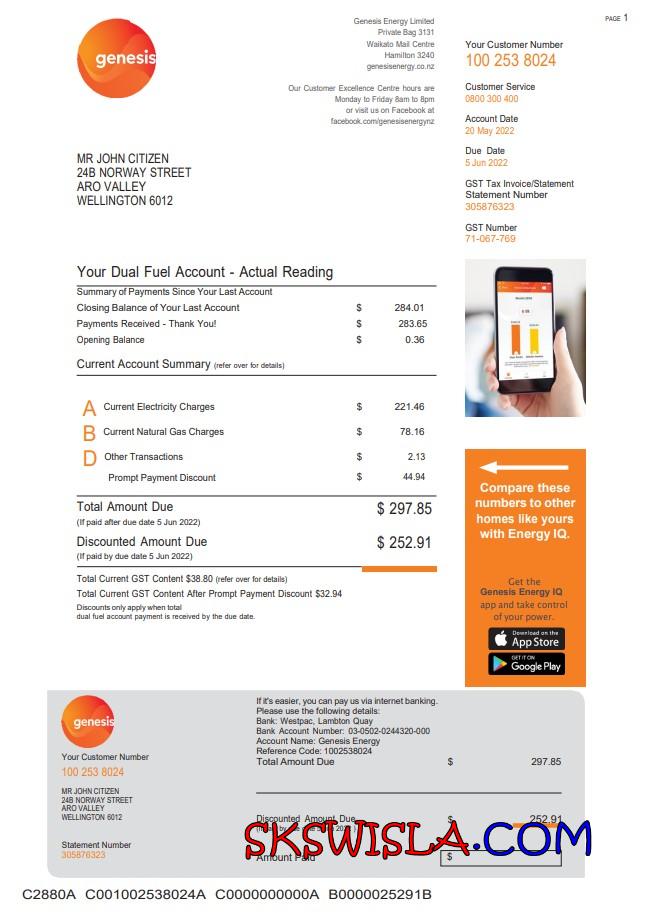 PAGE 1
genesis
Genesis Energy Limited
Private Bag 3131
Waikato Mail Centre
Hamilton 3240
genesisenergy.co.nz
Our Customer Excellence Centre hours are
Monday to Friday 8am to 8pm
or visit us on Facebook at
facebook.com/genesisenergynz
Your Customer Number
100 253 8024
Customer Service
0800 300 400
Account Date
20 May 2022
Due Date
5 Jun 2022
GST Tax Invoice/Statement
Statement Number
305876323
GST Number
71-067-769
MR JOHN CITIZEN
24B NORWAY STREET
ARO VALLEY
WELLINGTON 6012
Your Dual Fuel Account - Actual Reading
Summary of Payments Since Your Last Account
Closing Balance of Your Last Account $ 284.01
Payments Received - Thank You! $ 283.65
Opening Balance $ 0.36
Current Account Summary (refer over for details)
A Current Electricity Charges $ 221.46
B Current Natural Gas Charges $ 78.16
D Other Transactions $ 2.13
Prompt Payment Discount $ 44.94
Total Amount Due $ 297.85
(If paid after due date 5 Jun 2022)
Discounted Amount Due $ 252.91
(If paid by due date 5 Jun 2022)
Total Current GST Content $38.80 (refer over for details)
Total Current GST Content After Prompt Payment Discount $32.94
Discounts only apply when total
dual fuel account payment is received by the due date.
Compare these
numbers to other
homes like yours
with Energy IQ.
Get the
Genesis Energy IQ
app and take control
of your power.
Download on the
App Store
GET IT ON
Google Play
genesis
Your Customer Number
100 253 8024
MR JOHN CITIZEN
24B NORWAY STREET
ARO VALLEY
WELLINGTON 6012
Statement Number
305876323
If it's easier, you can pay us via internet banking.
Please use the following details:
Bank: Westpac, Lambton Quay
Bank Account Number: 03-0502-0244320-000
Account Name: Genesis Energy
Reference Code: 1002538024
Total Amount Due $ 297.85
Discounted Amount Due $ 252.91
SKSWISLA.COM
Amount Paid $
C2880A C001002538024A C0000000000A B0000025291B